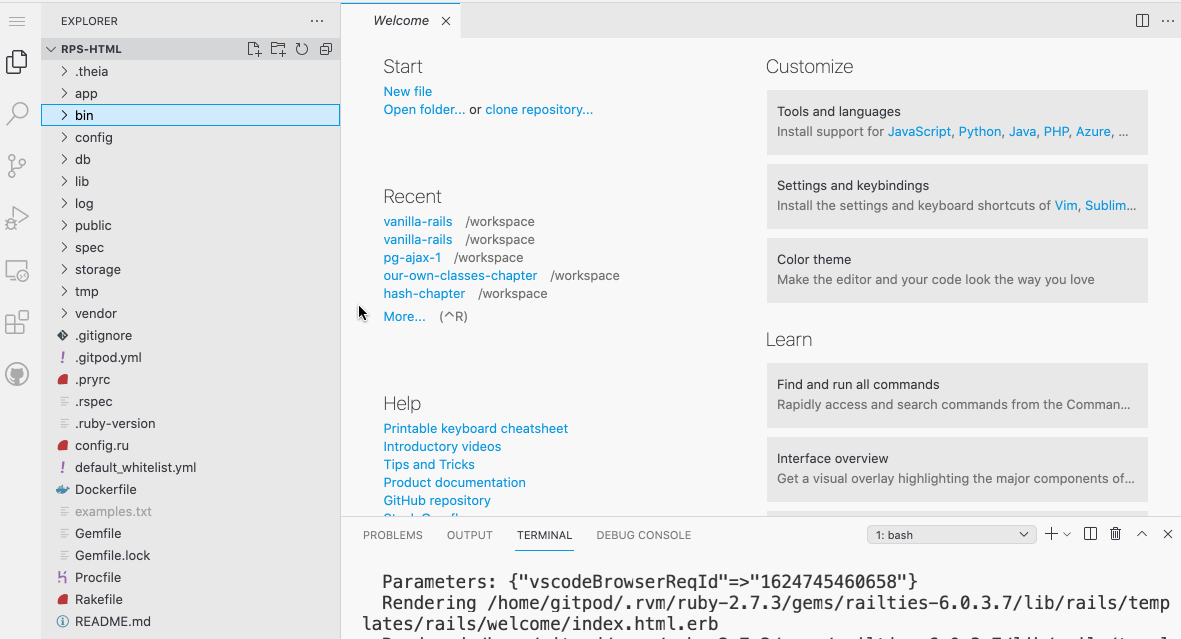 EXPLORER
RPS-HTML
.theia
app
bin
config
db
lib
log
public
spec
storage
tmp
vendor
.gitignore
.gitpod.yml
.pryrc
.rspec
.ruby-version
config.ru
default_whitelist.yml
Dockerfile
examples.txt
Gemfile
Gemfile.lock
Procfile
Rakefile
README.md
Welcome
Start
New file
Open folder... or clone repository...
Recent
vanilla-rails /workspace
vanilla-rails /workspace
pg-ajax-1 /workspace
our-own-classes-chapter /workspace
hash-chapter /workspace
More... (^R)
Help
Printable keyboard cheatsheet
Introductory videos
Tips and Tricks
Product documentation
GitHub repository
Customize
Tools and languages
Install support for JavaScript, Python, Java, PHP, Azure, ...
Settings and keybindings
Install the settings and keyboard shortcuts of Vim, Sublim...
Color theme
Make the editor and your code look the way you love
Learn
Find and run all commands
Rapidly access and search commands from the Comman...
Interface overview
Get a visual overlay highlighting the major components of...
PROBLEMS OUTPUT TERMINAL DEBUG CONSOLE 1: bash
Parameters: {"vscodeBrowserReqId"=>"1624745460658"}
Rendering /home/gitpod/.rvm/ruby-2.7.3/gems/railties-6.0.3.7/lib/rails/temp
lates/rails/welcome/index.html.erb